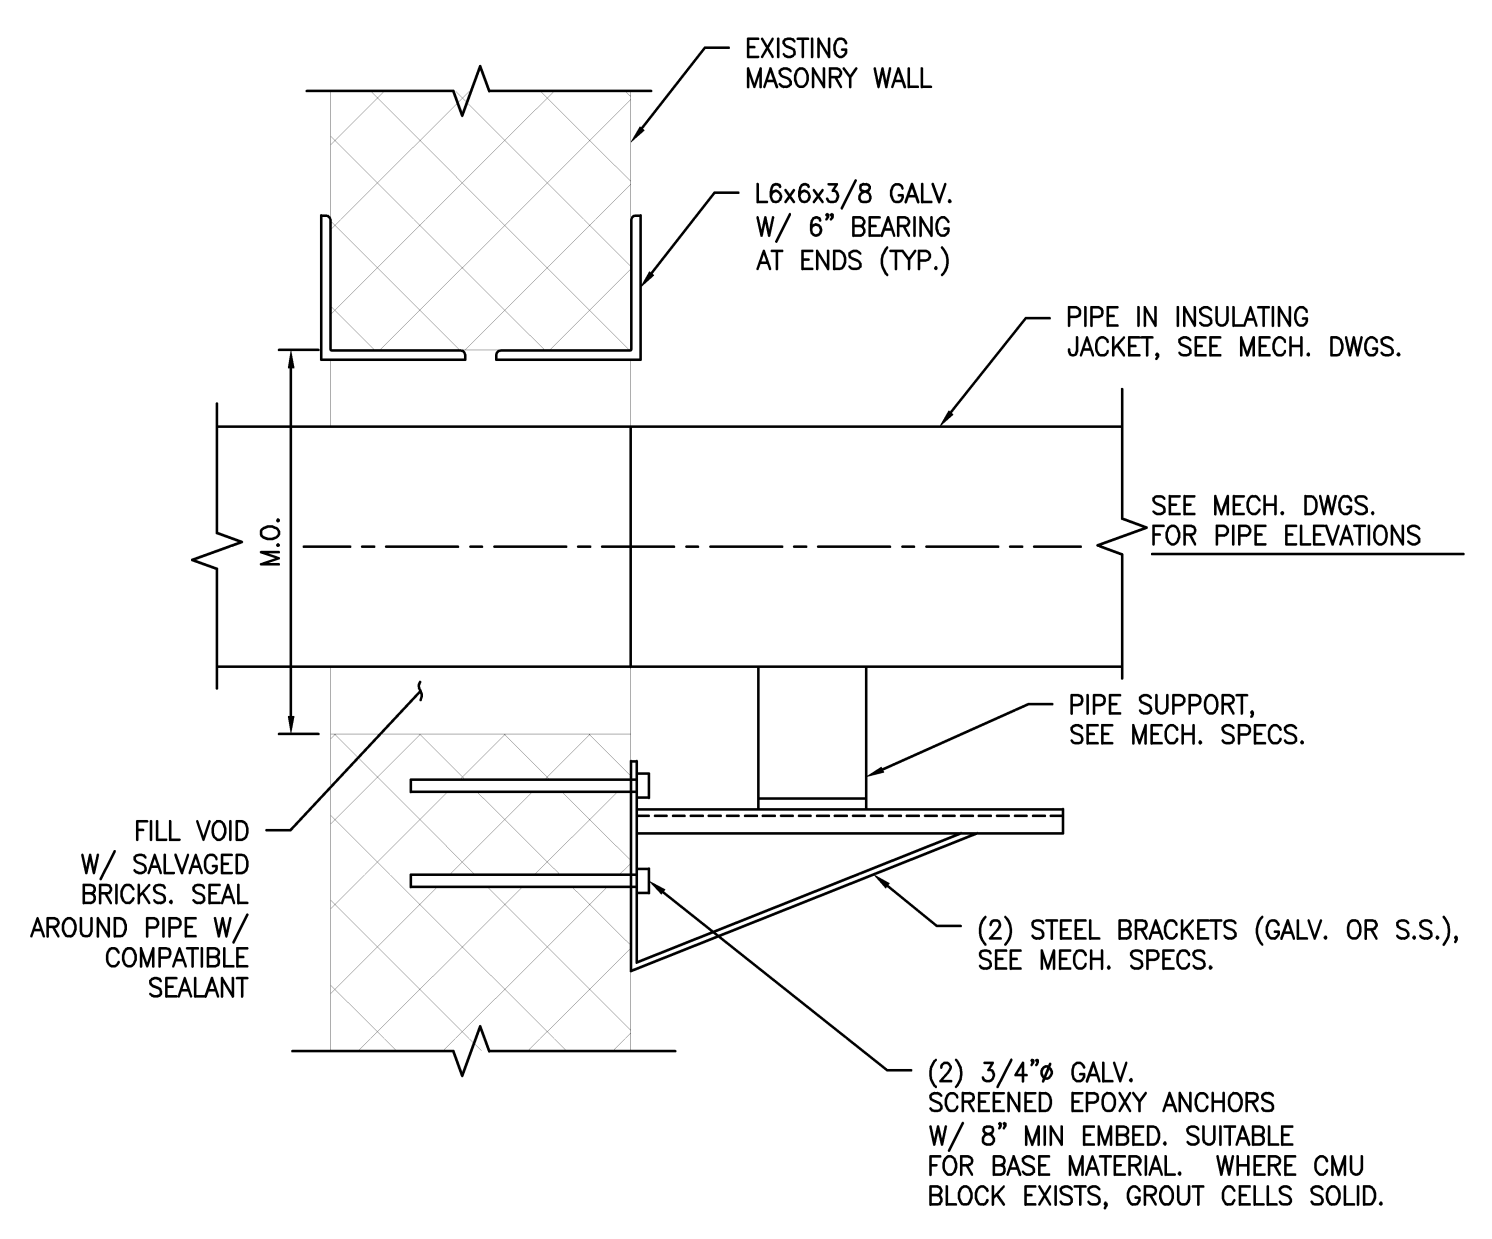 EXISTING
MASONRY WALL
L6x6x3/8 GALV.
W/ 6" BEARING
AT ENDS (TYP.)
PIPE IN INSULATING
JACKET, SEE MECH. DWGS.
SEE MECH. DWGS.
FOR PIPE ELEVATIONS
M.O.
PIPE SUPPORT,
SEE MECH. SPECS.
FILL VOID
W/ SALVAGED
BRICKS. SEAL
AROUND PIPE W/
COMPATIBLE
SEALANT
(2) STEEL BRACKETS (GALV. OR S.S.),
SEE MECH. SPECS.
(2) 3/4"ø GALV.
SCREENED EPOXY ANCHORS
W/ 8" MIN EMBED. SUITABLE
FOR BASE MATERIAL. WHERE CMU
BLOCK EXISTS, GROUT CELLS SOLID.